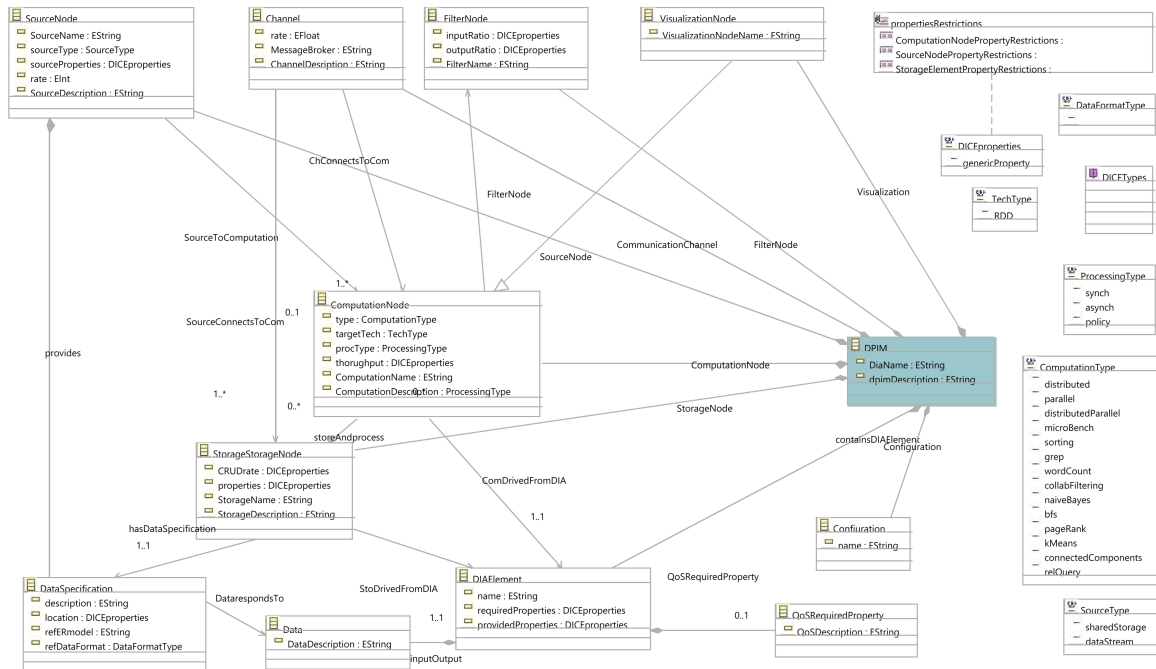 SourceNode
SourceName : EString
sourceType : SourceType
sourceProperties : DICEproperties
rate : EInt
SourceDescription : EString
Channel
rate : EFloat
MessageBroker : EString
ChannelDesription : EString
FilterNode
inputRatio : DICEproperties
outputRatio : DICEproperties
FilterName : EString
VisualizationNode
VisualizationNodeName : EString
propertiesRestrictions
ComputationNodePropertyRestrictions :
SourceNodePropertyRestrictions :
StorageElementPropertyRestrictions :
DataFormatType
DICEproperties
genericProperty
DICETypes
TechType
RDD
ChConnectsToCom
FilterNode
Visualization
SourceToComputation
SourceNode
CommunicationChannel
FilterNode
ProcessingType
synch
asynch
policy
1..*
0..1
SourceConnectsToCom
provides
1..*
0..*
ComputationNode
type : ComputationType
targetTech : TechType
procType : ProcessingType
thorughput : DICEproperties
ComputationName : EString
ComputationDescription : ProcessingType
0..*
ComputationNode
StorageNode
DPIM
DiaName : EString
dpimDescription : EString
ComputationType
distributed
parallel
distributedParallel
microBench
sorting
grep
wordCount
collabFiltering
naiveBayes
bfs
pageRank
kMeans
connectedComponents
relQuery
storeAndprocess
containsDIAElement
Configuration
StorageStorageNode
CRUDrate : DICEproperties
properties : DICEproperties
StorageName : EString
StorageDescription : EString
ComDrivedFromDIA
1..1
hasDataSpecification
1..1
Confiuration
name : EString
DataSpecification
description : EString
location : DICEproperties
refERmodel : EString
refDataFormat : DataFormatType
DatarespondsTo
StoDrivedFromDIA
1..1
Data
DataDescription : EString
inputOutput
DIAElement
name : EString
requiredProperties : DICEproperties
providedProperties : DICEproperties
QoSRequiredProperty
0..1
QoSRequiredProperty
QoSDescription : EString
SourceType
sharedStorage
dataStream